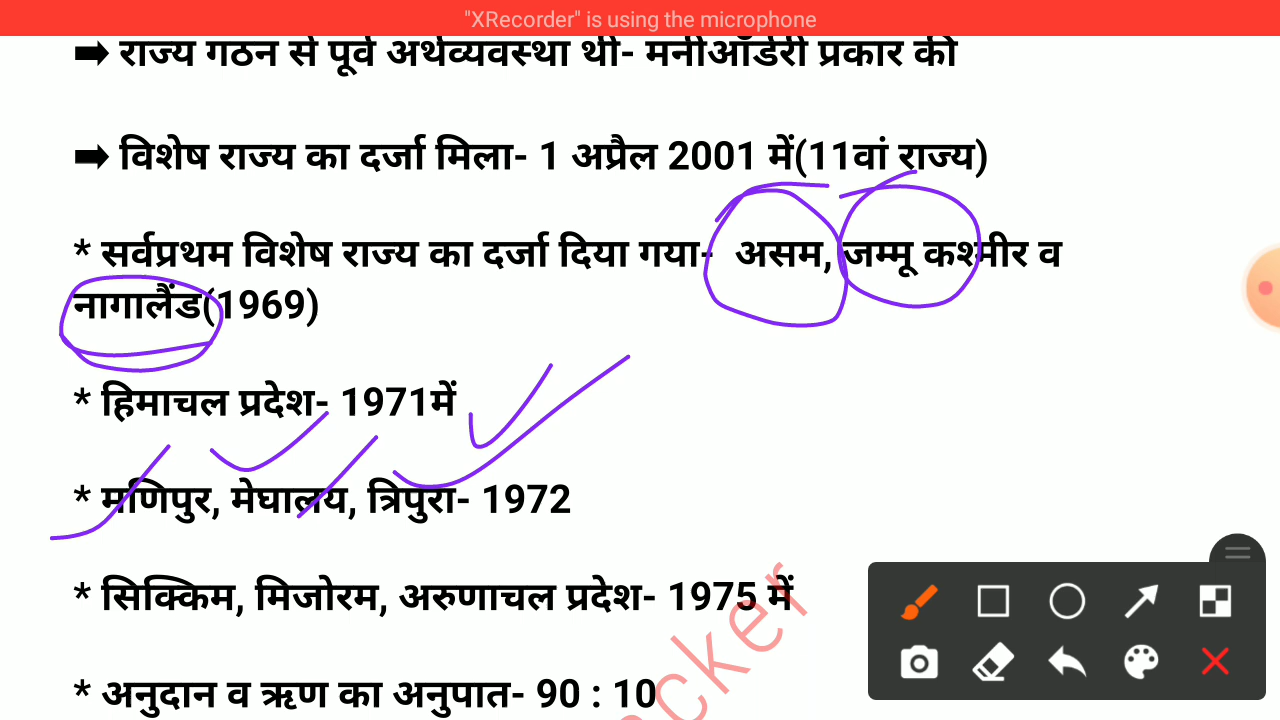 "XRecorder" is using the microphone
➡ राज्य गठन से पूर्व अर्थव्यवस्था थी- मनीऑर्डरी प्रकार की
➡ विशेष राज्य का दर्जा मिला- 1 अप्रैल 2001 में(11वां राज्य)
* सर्वप्रथम विशेष राज्य का दर्जा दिया गया- असम, जम्मू कश्मीर व
नागालैंड(1969)
* हिमाचल प्रदेश- 1971में
* मणिपुर, मेघालय, त्रिपुरा- 1972
* सिक्किम, मिजोरम, अरुणाचल प्रदेश- 1975 में
* अनुदान व ऋण का अनुपात- 90 : 10